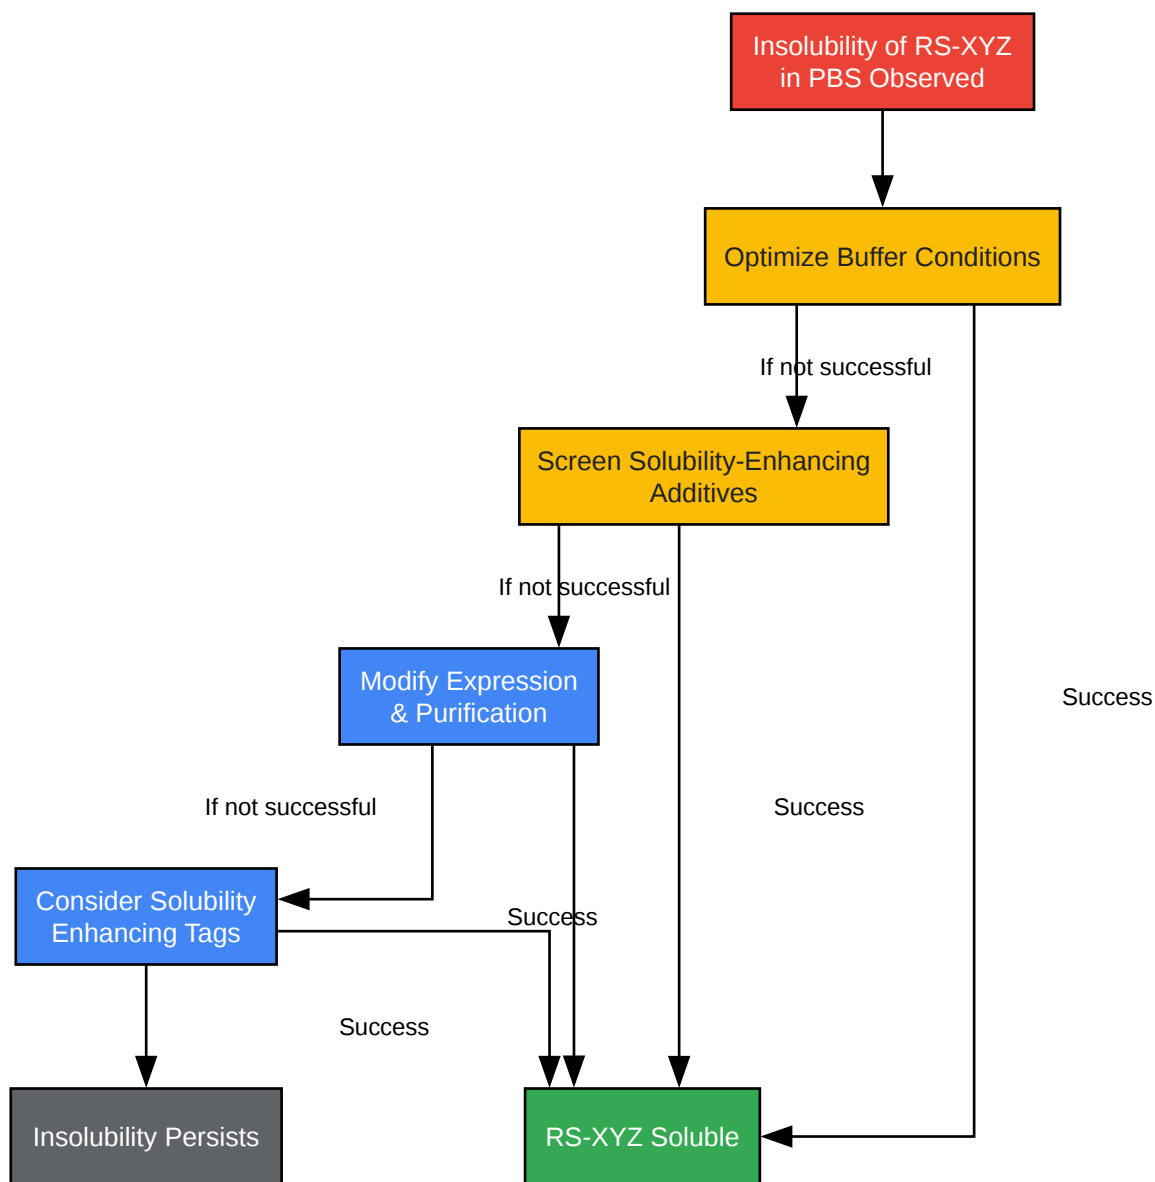 Insolubility of RS-XYZ
in PBS Observed
Optimize Buffer Conditions
If not successful
Screen Solubility-Enhancing
Additives
If not successful
Modify Expression
& Purification
Success
If not successful
Success
Consider Solubility
Enhancing Tags
Success
Success
Insolubility Persists
RS-XYZ Soluble